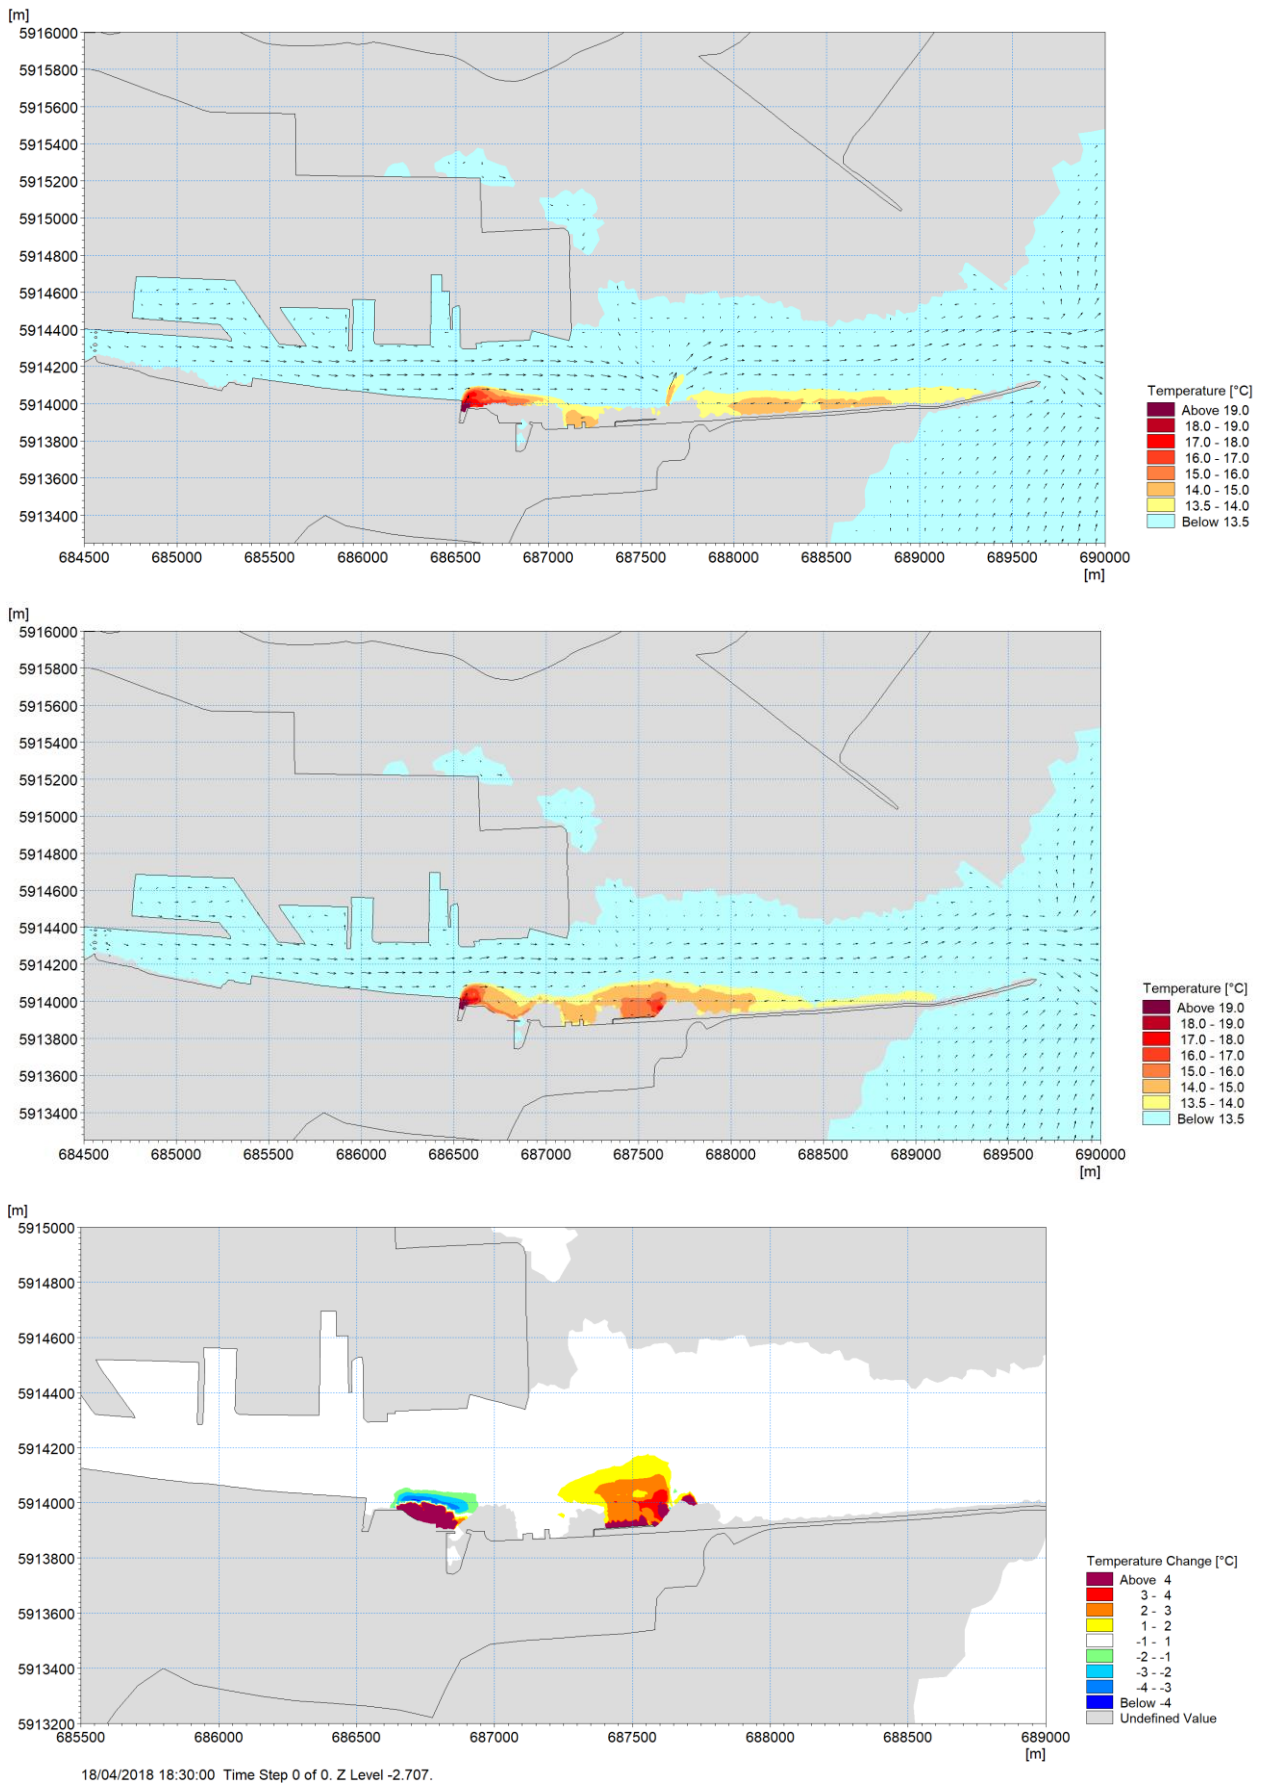 [m]
5916000
5915800
5915600
5915400
5915200
5915000
5914800
5914600
5914400
5914200
5914000
5913800
5913600
5913400
684500 685000 685500 686000 686500 687000 687500 688000 688500 689000 689500 690000
[m]
Temperature [°C]
Above 19.0
18.0 - 19.0
17.0 - 18.0
16.0 - 17.0
15.0 - 16.0
14.0 - 15.0
13.5 - 14.0
Below 13.5
[m]
5916000
5915800
5915600
5915400
5915200
5915000
5914800
5914600
5914400
5914200
5914000
5913800
5913600
5913400
684500 685000 685500 686000 686500 687000 687500 688000 688500 689000 689500 690000
[m]
Temperature [°C]
Above 19.0
18.0 - 19.0
17.0 - 18.0
16.0 - 17.0
15.0 - 16.0
14.0 - 15.0
13.5 - 14.0
Below 13.5
[m]
5915000
5914800
5914600
5914400
5914200
5914000
5913800
5913600
5913400
5913200
685500 686000 686500 687000 687500 688000 688500 689000
[m]
Temperature Change [°C]
Above 4
3 - 4
2 - 3
1 - 2
-1 - 1
-2 - -1
-3 - -2
-4 - -3
Below -4
Undefined Value
18/04/2018 18:30:00 Time Step 0 of 0. Z Level -2.707.